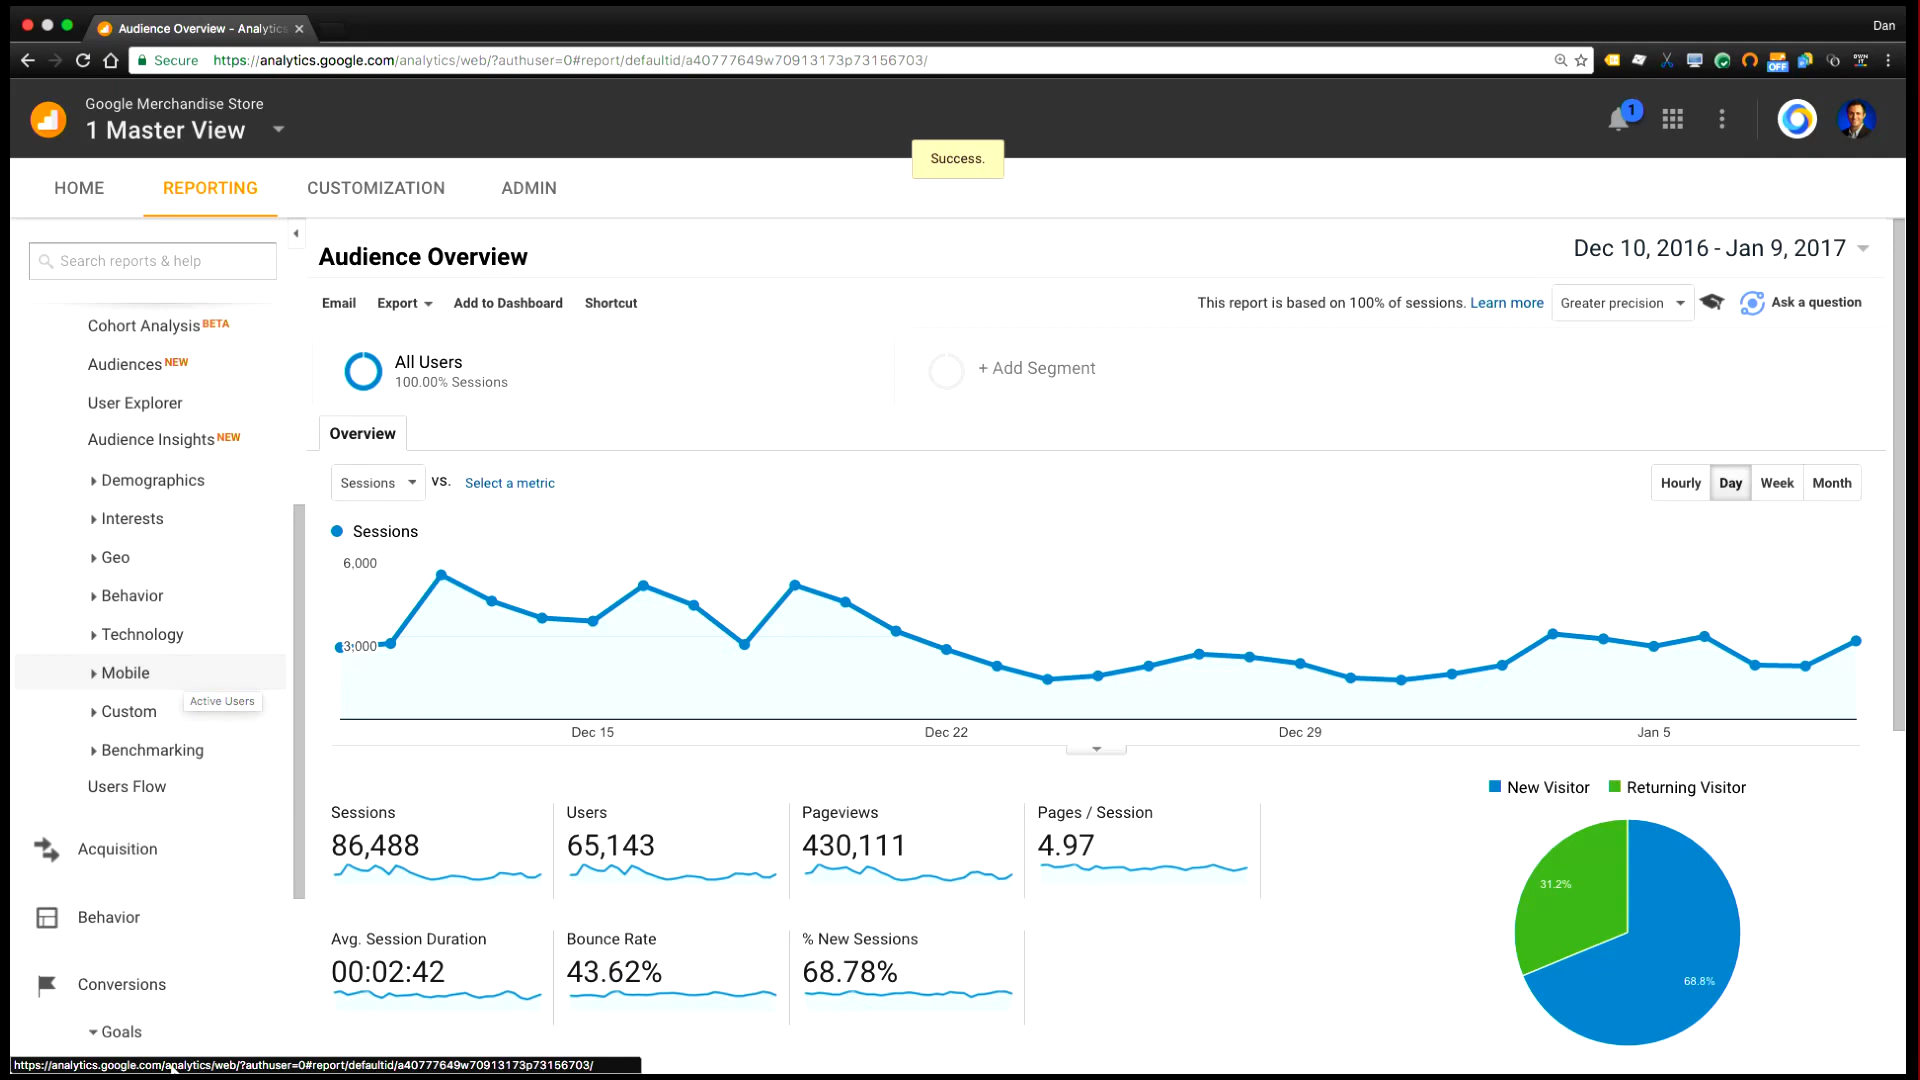 Audience Overview - Analytics
Dan
Secure https://analytics.google.com/analytics/web/?authuser=0#report/defaultid/a40777649w70913173p73156703/
OFF
Google Merchandise Store
1 Master View
1
Success.
HOME REPORTING CUSTOMIZATION ADMIN
Search reports & help
Cohort Analysis BETA
Audiences NEW
User Explorer
Audience Insights NEW
Demographics
Interests
Geo
Behavior
Technology
Mobile
Active Users
Custom
Benchmarking
Users Flow
Acquisition
Behavior
Conversions
Goals
https://analytics.google.com/analytics/web/?authuser=0#report/defaultid/a40777649w70913173p73156703/
Audience Overview
Dec 10, 2016 - Jan 9, 2017
Email Export Add to Dashboard Shortcut
This report is based on 100% of sessions. Learn more Greater precision Ask a question
All Users
100.00% Sessions
+ Add Segment
Overview
Sessions VS. Select a metric
Hourly Day Week Month
Sessions
6,000
3,000
Dec 15 Dec 22 Dec 29 Jan 5
Sessions
86,488
Users
65,143
Pageviews
430,111
Pages / Session
4.97
Avg. Session Duration
00:02:42
Bounce Rate
43.62%
% New Sessions
68.78%
New Visitor Returning Visitor
31.2%
68.8%